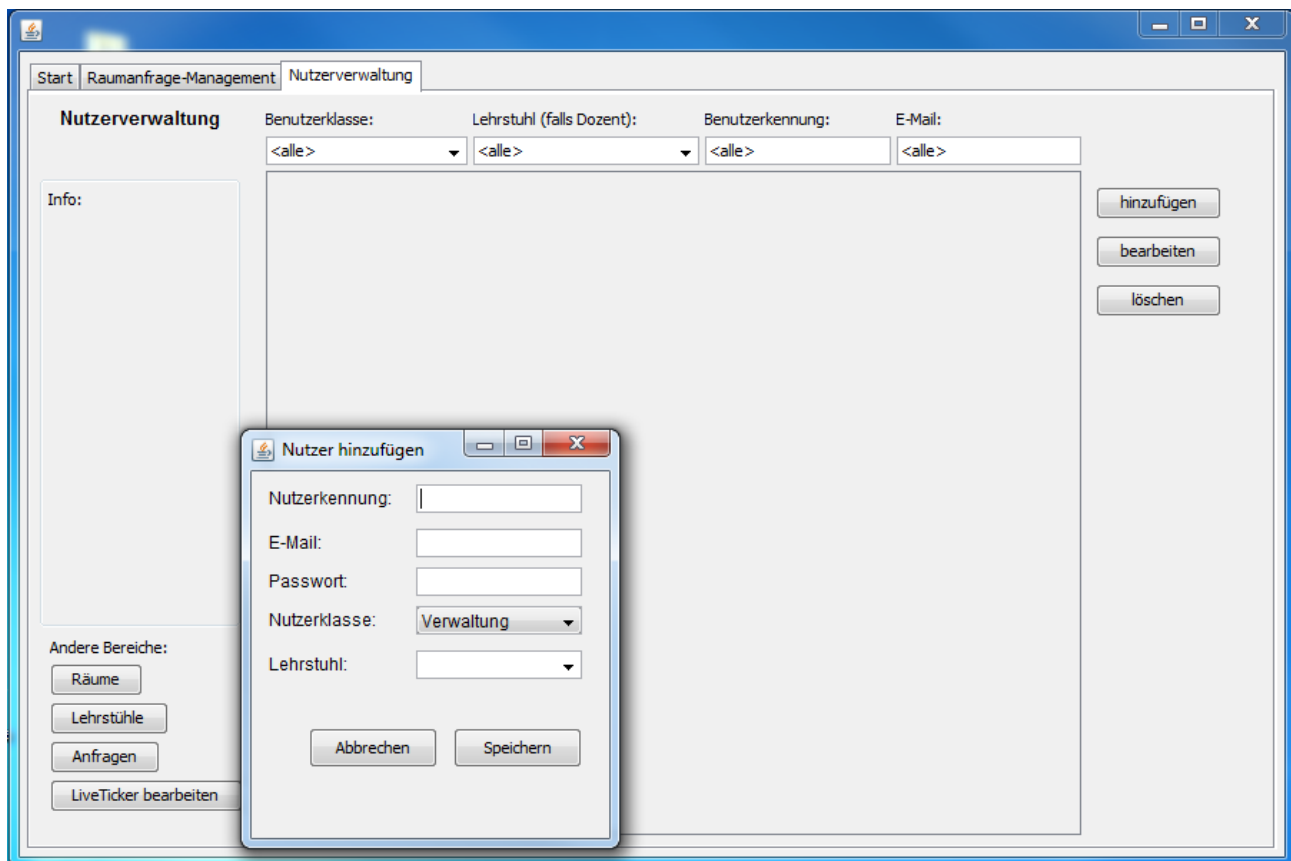 Start Raumanfrage-Management Nutzerverwaltung
Nutzerverwaltung
Benutzerklasse: Lehrstuhl (falls Dozent): Benutzerkennung: E-Mail:
<alle> <alle> <alle> <alle>
Info:
hinzufügen
bearbeiten
löschen
Nutzer hinzufügen
Nutzerkennung:
E-Mail:
Passwort:
Nutzerklasse: Verwaltung
Lehrstuhl:
Abbrechen Speichern
Andere Bereiche:
Räume
Lehrstühle
Anfragen
LiveTicker bearbeiten